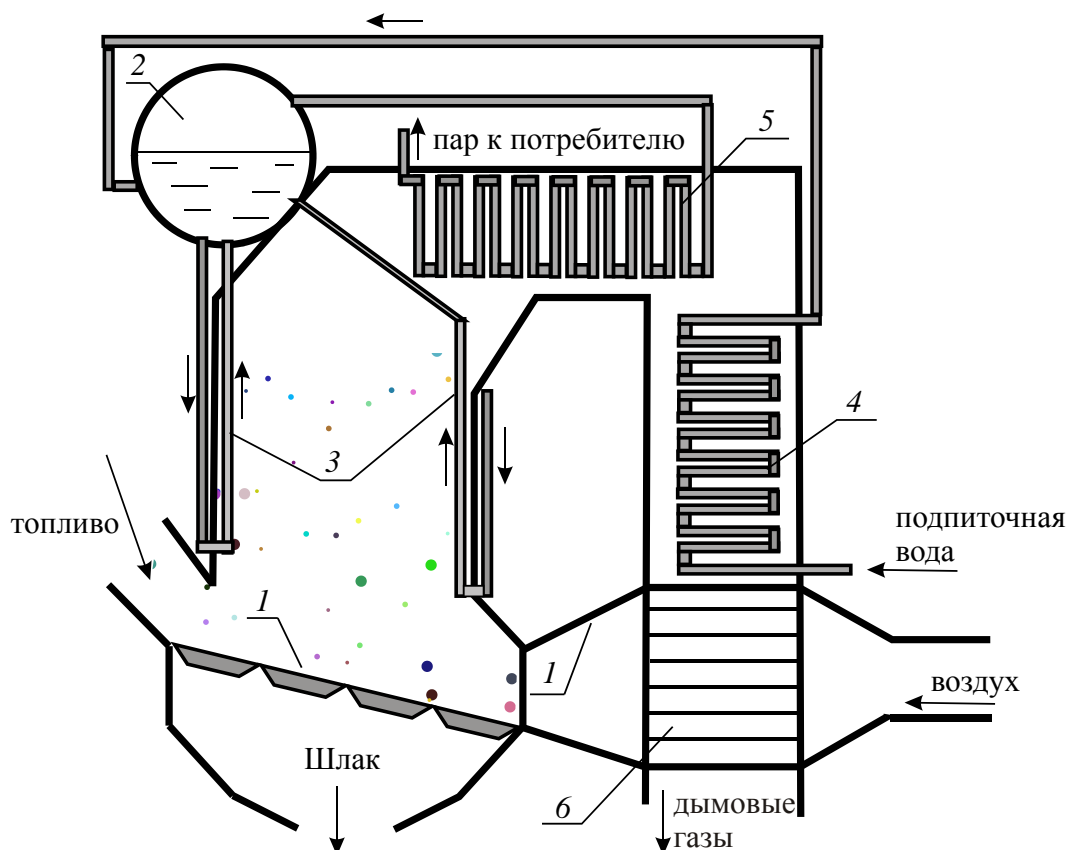 2
пар к потребителю
5
4
3
топливо
подпиточная
вода
1
1
воздух
Шлак
6
дымовые
газы